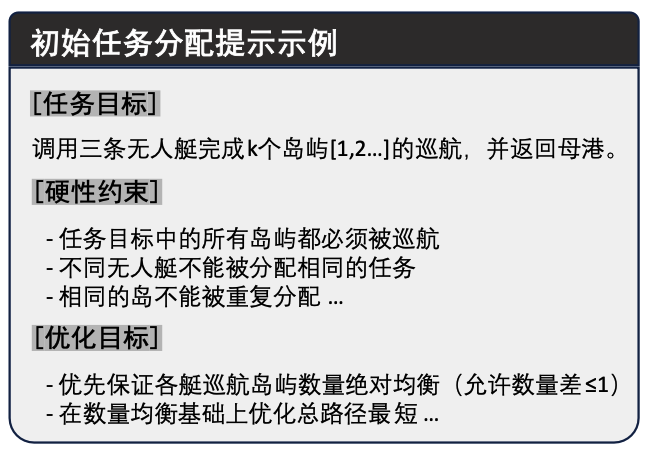 初始任务分配提示示例
[任务目标]
调用三条无人艇完成k个岛屿[1,2...]的巡航，并返回母港。
[硬性约束]
- 任务目标中的所有岛屿都必须被巡航
- 不同无人艇不能被分配相同的任务
- 相同的岛不能被重复分配 ...
[优化目标]
- 优先保证各艇巡航岛屿数量绝对均衡（允许数量差≤1）
- 在数量均衡基础上优化总路径最短 ...